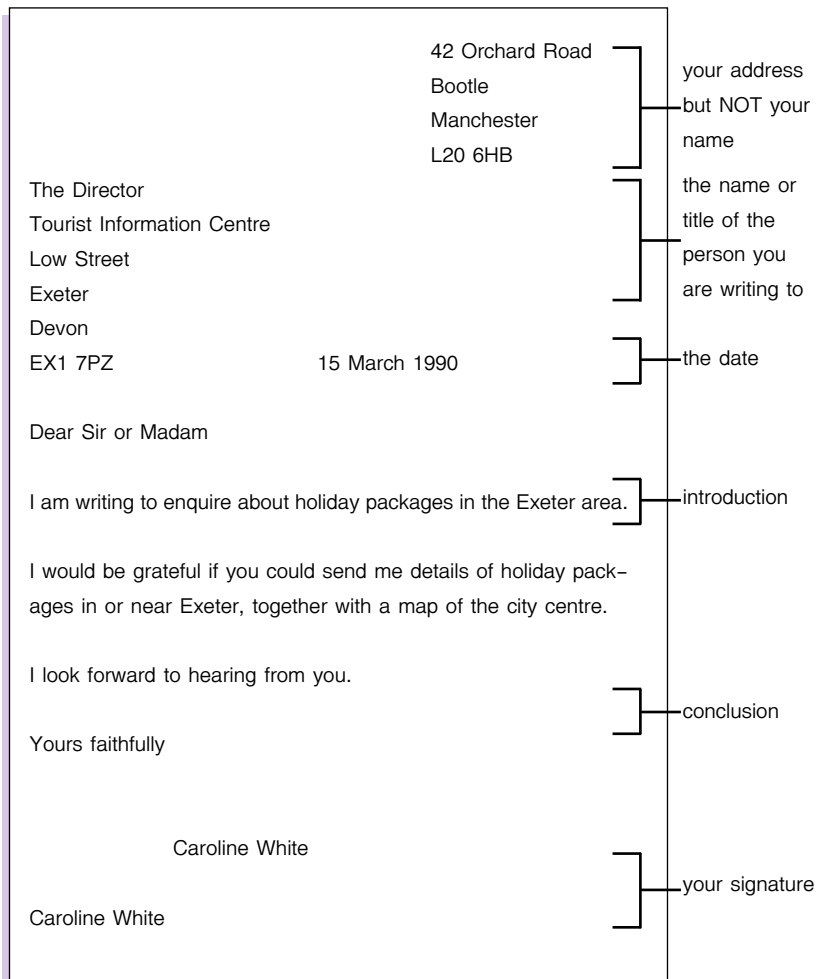 42 Orchard Road
Bootle
Manchester
L20 6HB
your address
but NOT your
name
The Director
Tourist Information Centre
Low Street
Exeter
Devon
EX1 7PZ
the name or
title of the
person you
are writing to
15 March 1990
the date
Dear Sir or Madam
I am writing to enquire about holiday packages in the Exeter area.
introduction
I would be grateful if you could send me details of holiday pack-
ages in or near Exeter, together with a map of the city centre.
I look forward to hearing from you.
conclusion
Yours faithfully
Caroline White
Caroline White
your signature